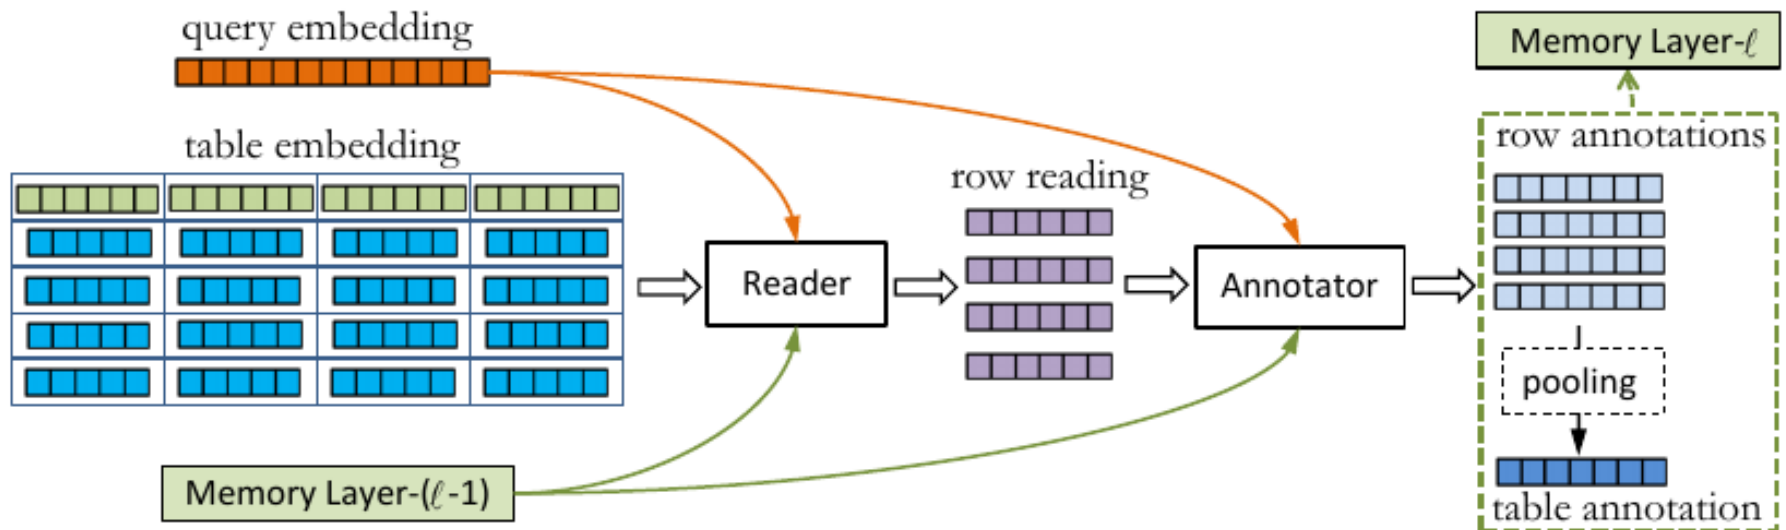 query embedding
Memory Layer-ℓ
table embedding
row annotations
row reading
Reader
Annotator
pooling
Memory Layer-(ℓ-1)
table annotation